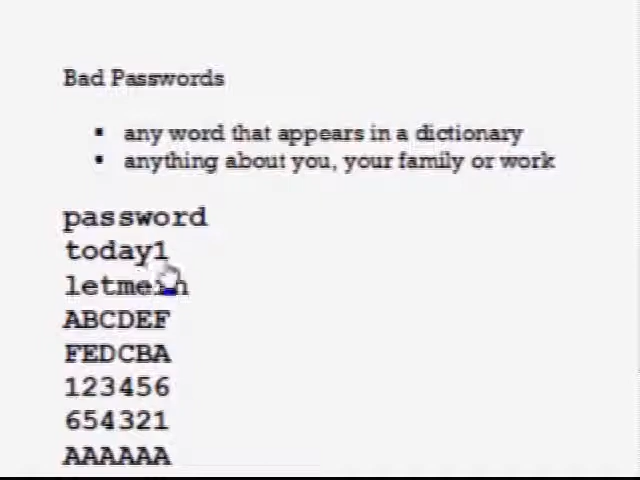 Bad Passwords
▪ any word that appears in a dictionary
▪ anything about you, your family or work
password
today1
letmein
ABCDEF
FEDCBA
123456
654321
AAAAAA